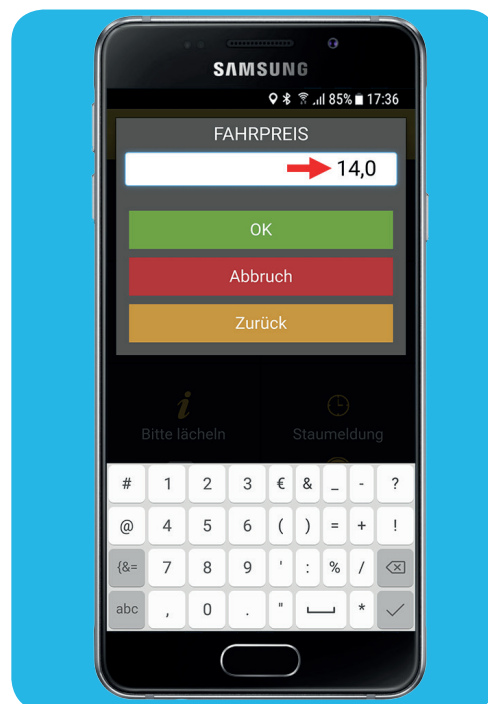 SAMSUNG
85% 17:36
FAHRPREIS
14,0
OK
Abbruch
Zurück
Bitte lächeln
Staumeldung
# 1 2 3 € & _ - ?
@ 4 5 6 ( ) = + !
{&= 7 8 9 ' : % /
abc , 0 . " *